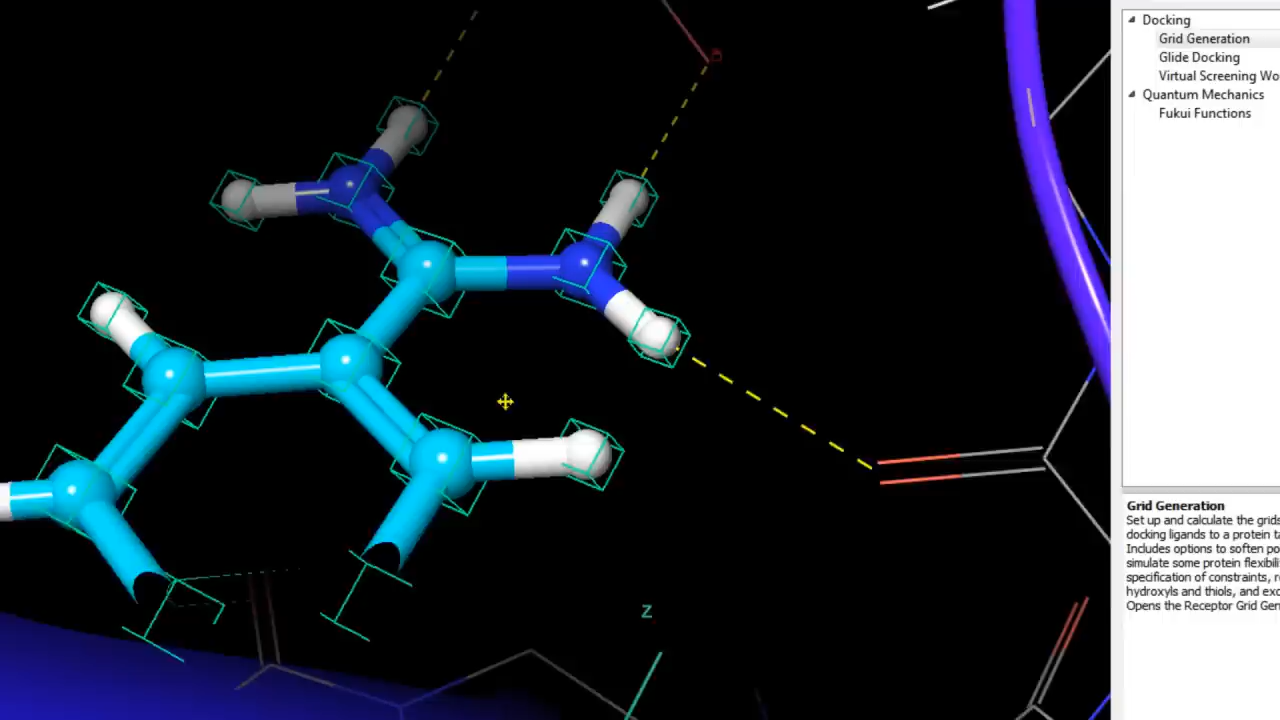 Docking
Grid Generation
Glide Docking
Virtual Screening Wo
Quantum Mechanics
Fukui Functions
Z
Grid Generation
Set up and calculate the grids
docking ligands to a protein ta
Includes options to soften po
simulate some protein flexibili
specification of constraints, r
hydroxyls and thiols, and exc
Opens the Receptor Grid Gen